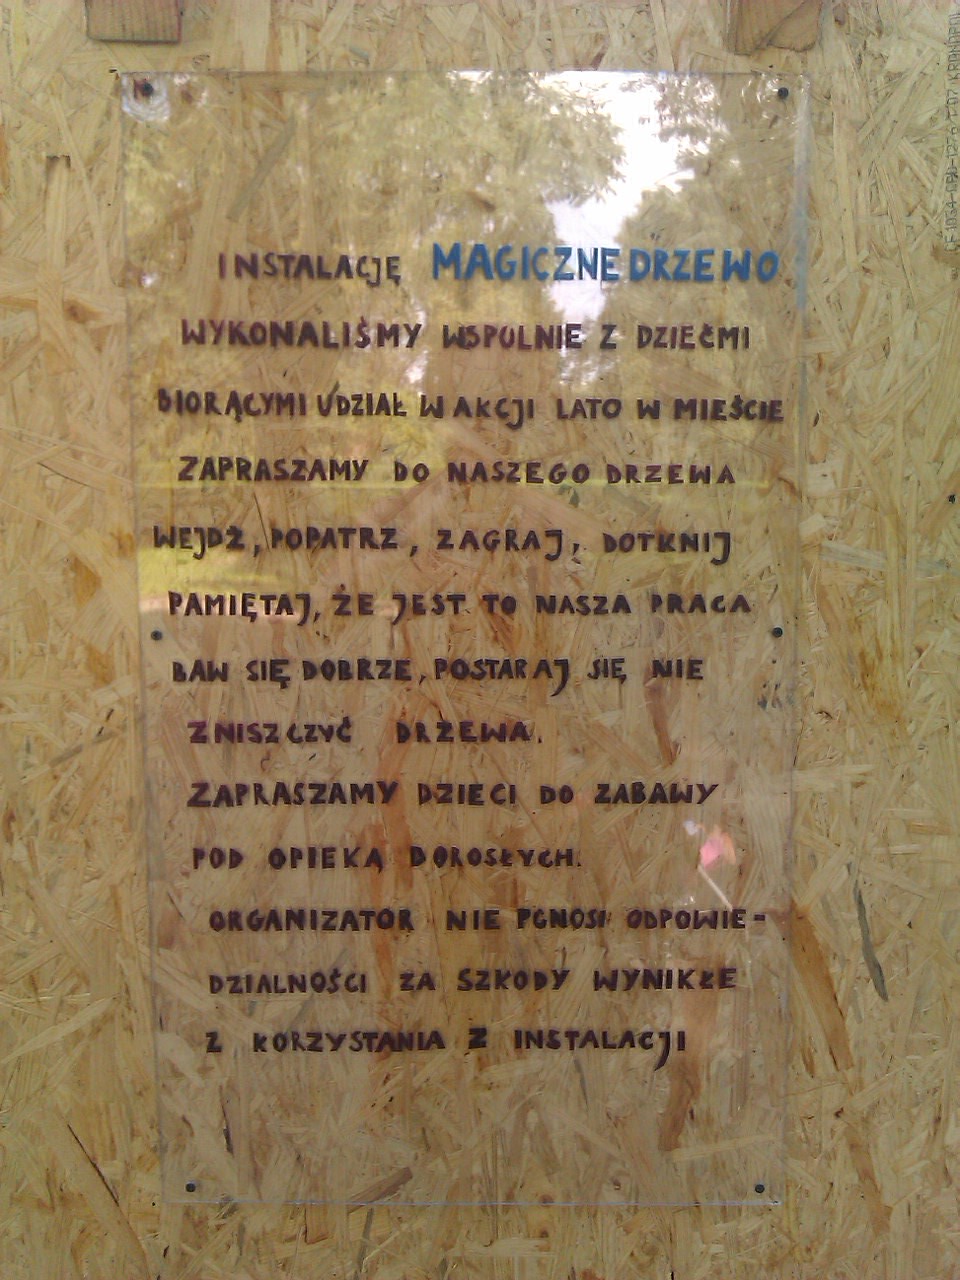 INSTALACJĘ MAGICZNE DRZEWO
WYKONALIŚMY WSPÓLNIE Z DZIEĆMI
BIORĄCYMI UDZIAŁ W AKCJI LATO W MIEŚCIE
ZAPRASZAMY DO NASZEGO DRZEWA
WEJDŹ, POPATRZ, ZAGRAJ, DOTKNIJ
PAMIĘTAJ, ŻE JEST TO NASZA PRACA
BAW SIĘ DOBRZE, POSTARAJ SIĘ NIE
ZNISZCZYĆ DRZEWA.
ZAPRASZAMY DZIECI DO ZABAWY
POD OPIEKĄ DOROSŁYCH.
ORGANIZATOR NIE PONOSI ODPOWIE-
DZIALNOŚCI ZA SZKODY WYNIKŁE
Z KORZYSTANIA Z INSTALACJI